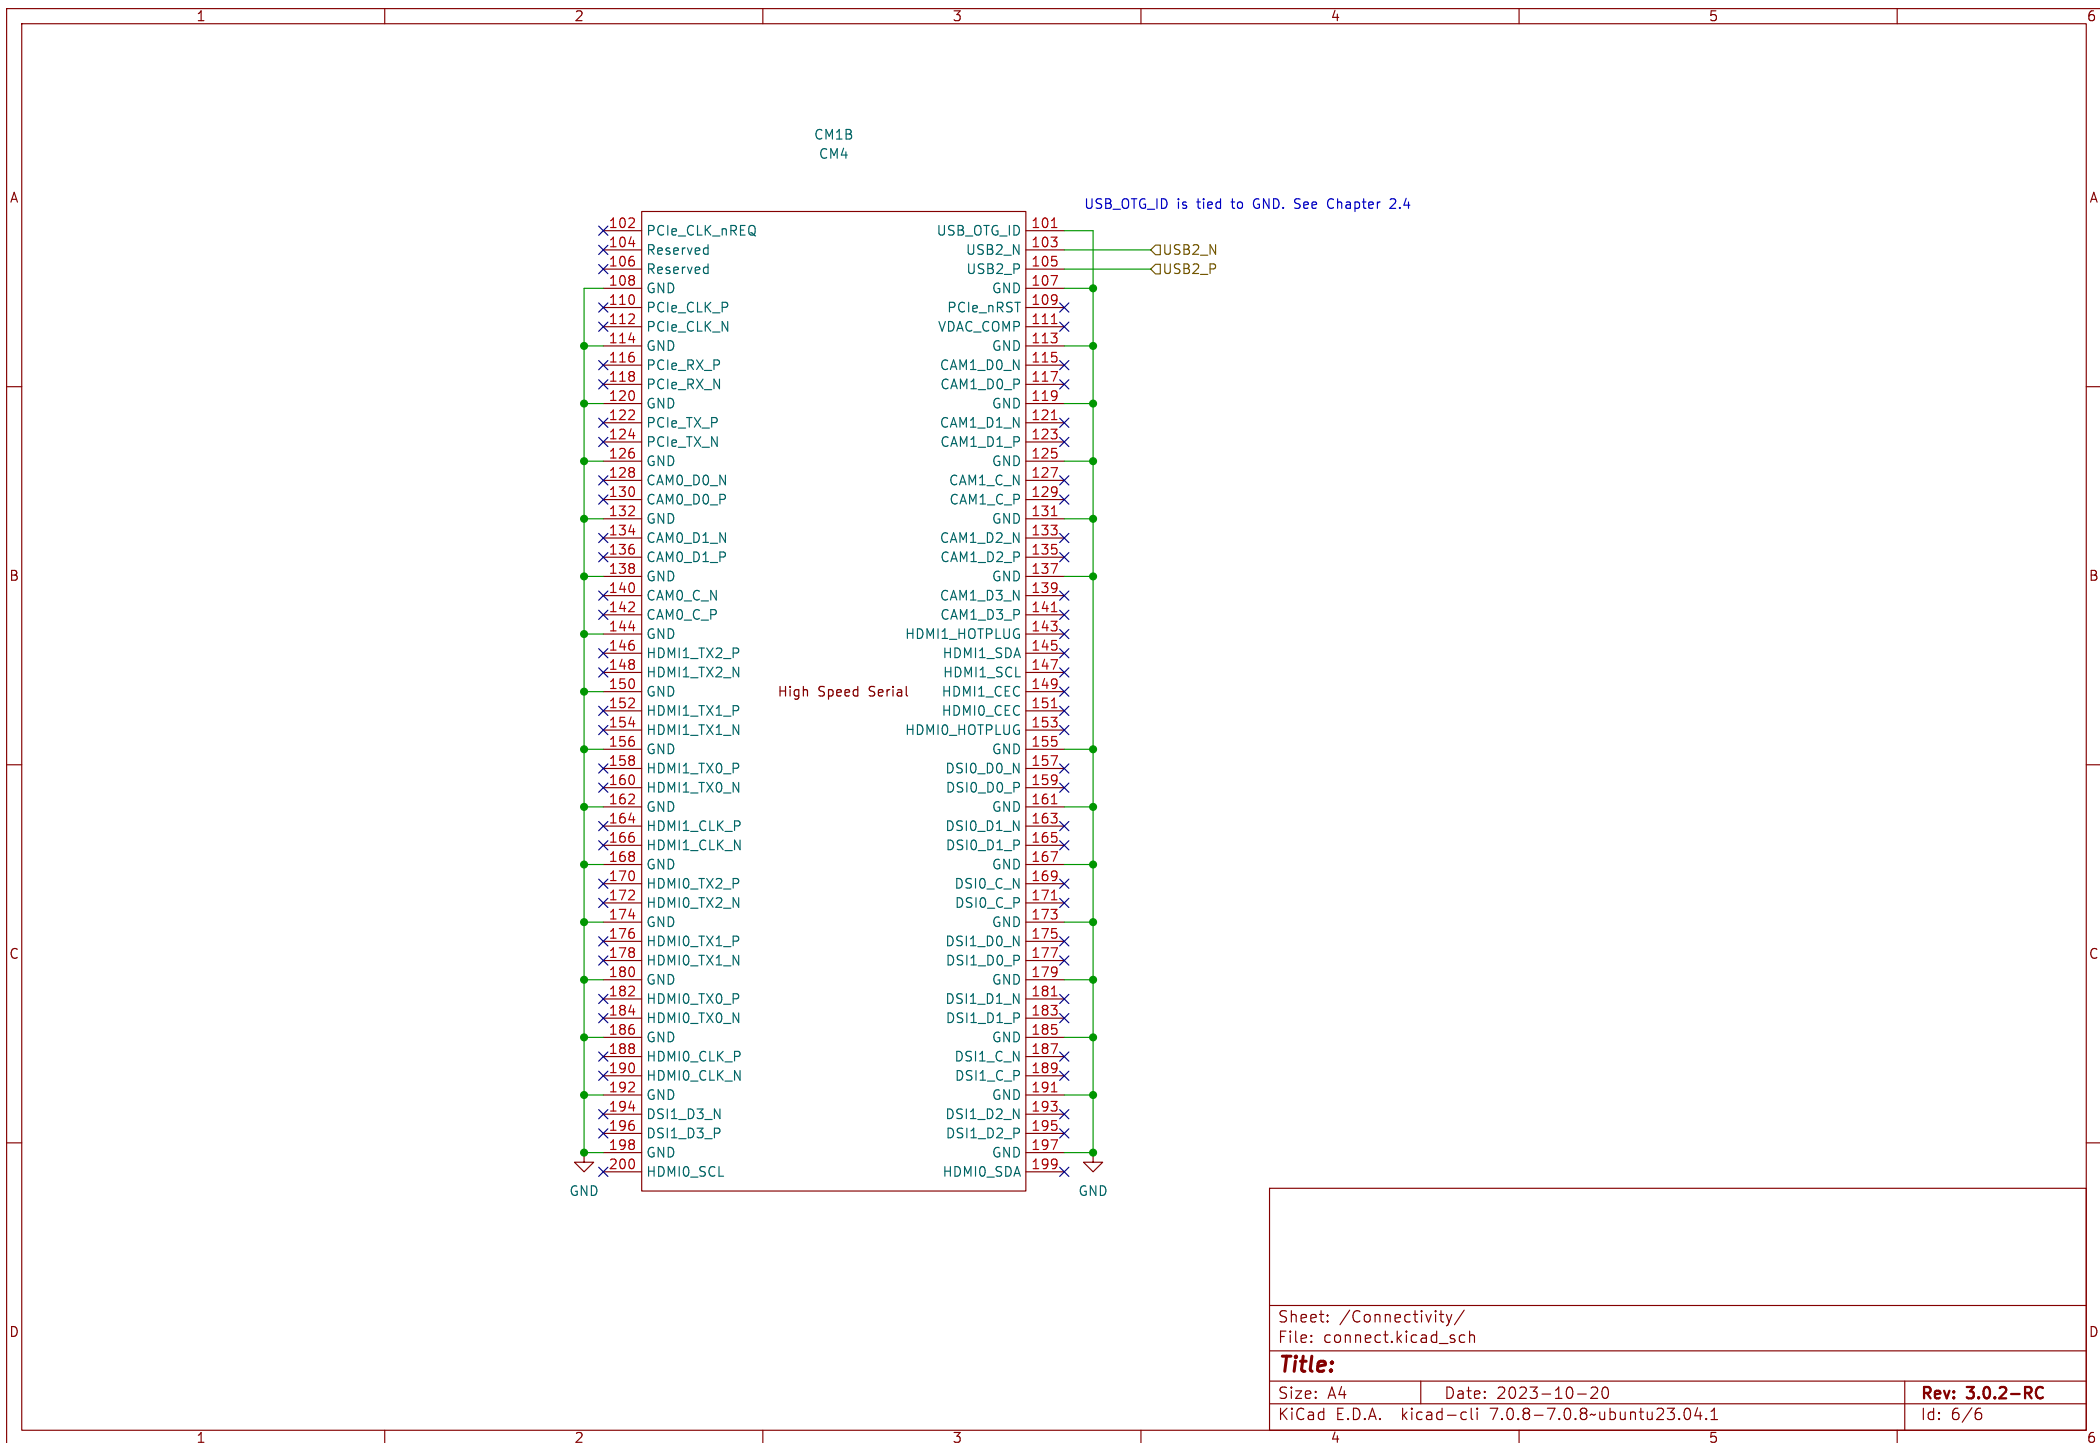 1 2 3 4 5 6
CM1B
CM4
A A
USB_OTG_ID is tied to GND. See Chapter 2.4
102 PCIe_CLK_nREQ USB_OTG_ID 101
104 Reserved USB2_N 103 USB2_N
106 Reserved USB2_P 105 USB2_P
108 GND GND 107
110 PCIe_CLK_P PCIe_nRST 109
112 PCIe_CLK_N VDAC_COMP 111
114 GND GND 113
116 PCIe_RX_P CAM1_D0_N 115
118 PCIe_RX_N CAM1_D0_P 117
120 GND GND 119
122 PCIe_TX_P CAM1_D1_N 121
124 PCIe_TX_N CAM1_D1_P 123
126 GND GND 125
128 CAM0_D0_N CAM1_C_N 127
130 CAM0_D0_P CAM1_C_P 129
132 GND GND 131
134 CAM0_D1_N CAM1_D2_N 133
136 CAM0_D1_P CAM1_D2_P 135
B 138 GND GND 137 B
140 CAM0_C_N CAM1_D3_N 139
142 CAM0_C_P CAM1_D3_P 141
144 GND HDMI1_HOTPLUG 143
146 HDMI1_TX2_P HDMI1_SDA 145
148 HDMI1_TX2_N HDMI1_SCL 147
150 GND High Speed Serial HDMI1_CEC 149
152 HDMI1_TX1_P HDMI0_CEC 151
154 HDMI1_TX1_N HDMI0_HOTPLUG 153
156 GND GND 155
158 HDMI1_TX0_P DSI0_D0_N 157
160 HDMI1_TX0_N DSI0_D0_P 159
162 GND GND 161
164 HDMI1_CLK_P DSI0_D1_N 163
166 HDMI1_CLK_N DSI0_D1_P 165
168 GND GND 167
170 HDMI0_TX2_P DSI0_C_N 169
172 HDMI0_TX2_N DSI0_C_P 171
174 GND GND 173
176 HDMI0_TX1_P DSI1_D0_N 175
C C
178 HDMI0_TX1_N DSI1_D0_P 177
180 GND GND 179
182 HDMI0_TX0_P DSI1_D1_N 181
184 HDMI0_TX0_N DSI1_D1_P 183
186 GND GND 185
188 HDMI0_CLK_P DSI1_C_N 187
190 HDMI0_CLK_N DSI1_C_P 189
192 GND GND 191
194 DSI1_D3_N DSI1_D2_N 193
196 DSI1_D3_P DSI1_D2_P 195
198 GND GND 197
200 HDMI0_SCL HDMI0_SDA 199
GND GND
Sheet: /Connectivity/
D D
File: connect.kicad_sch
Title:
Size: A4 Date: 2023-10-20 Rev: 3.0.2-RC
KiCad E.D.A. kicad-cli 7.0.8-7.0.8~ubuntu23.04.1 Id: 6/6
1 2 3 4 5 6